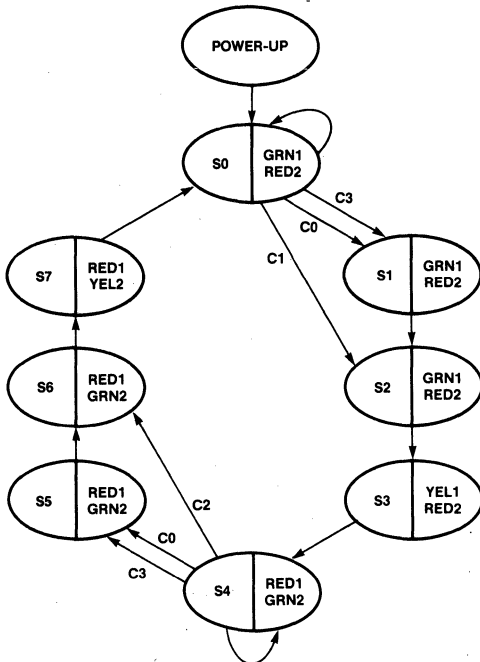 POWER-UP
S0
GRN1
RED2
C3
C0
C1
S7
RED1
YEL2
S1
GRN1
RED2
S6
RED1
GRN2
S2
GRN1
RED2
S5
RED1
GRN2
C2
S3
YEL1
RED2
C0
C3
S4
RED1
GRN2